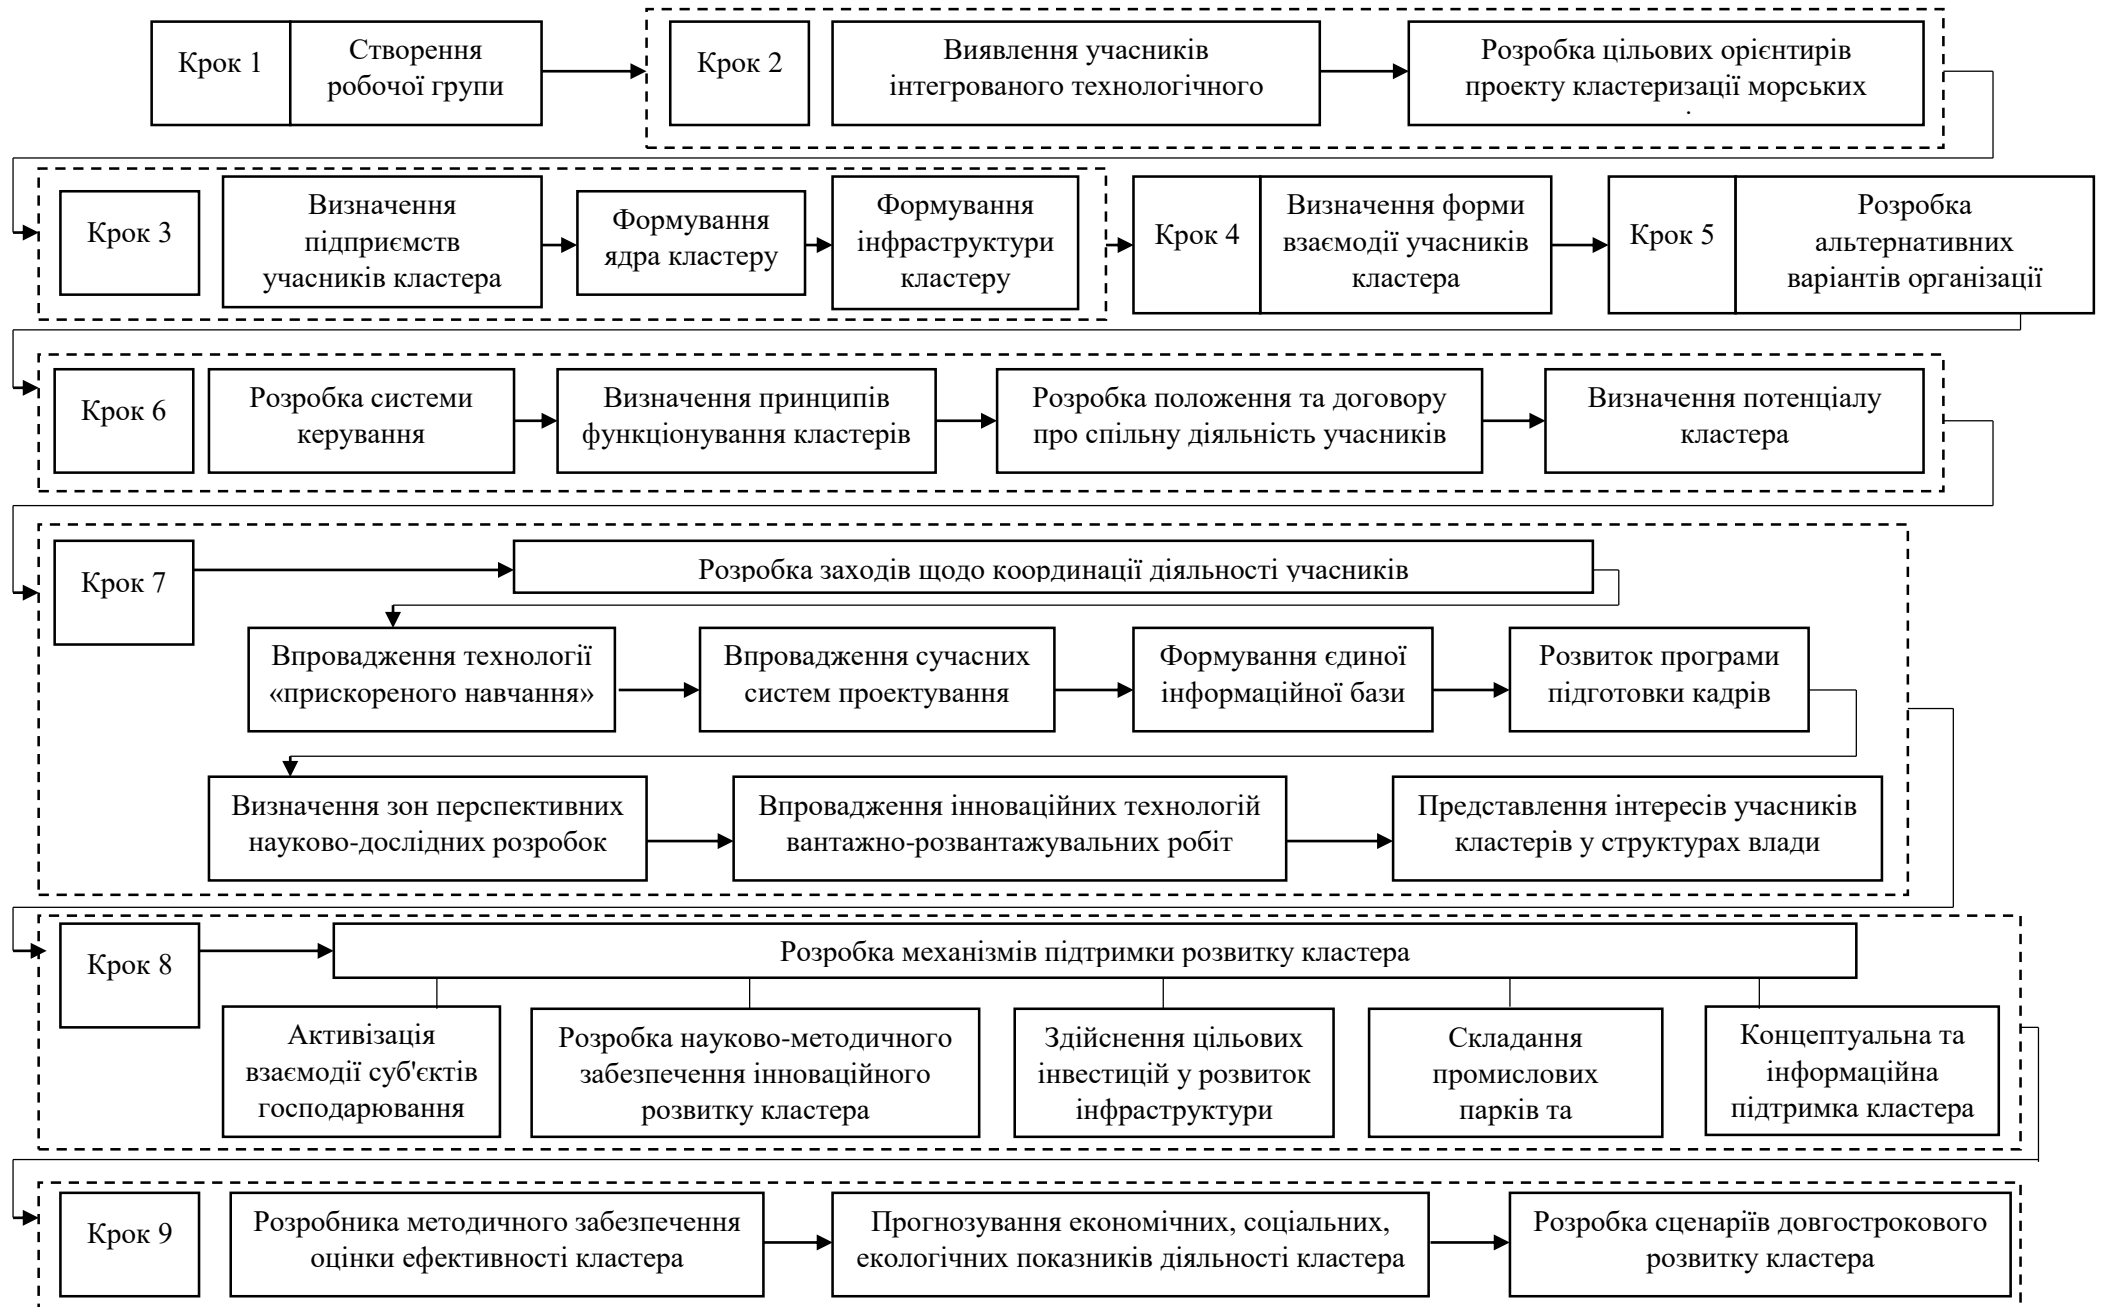 Крок 1
Створення
робочої групи
Крок 2
Виявлення учасників
інтегрованого технологічного
Розробка цільових орієнтирів
проекту кластеризації морських
Крок 3
Визначення
підприємств
учасників кластера
Формування
ядра кластеру
Формування
інфраструктури
кластеру
Крок 4
Визначення форми
взаємодії учасників
кластера
Крок 5
Розробка
альтернативних
варіантів організації
Крок 6
Розробка системи
керування
Визначення принципів
функціонування кластерів
Розробка положення та договору
про спільну діяльність учасників
Визначення потенціалу
кластера
Крок 7
Розробка заходів щодо координації діяльності учасників
Впровадження технології
«прискореного навчання»
Впровадження сучасних
систем проектування
Формування єдиної
інформаційної бази
Розвиток програми
підготовки кадрів
Визначення зон перспективних
науково-дослідних розробок
Впровадження інноваційних технологій
вантажно-розвантажувальних робіт
Представлення інтересів учасників
кластерів у структурах влади
Крок 8
Розробка механізмів підтримки розвитку кластера
Активізація
взаємодії суб'єктів
господарювання
Розробка науково-методичного
забезпечення інноваційного
розвитку кластера
Здійснення цільових
інвестицій у розвиток
інфраструктури
Складання
промислових
парків та
Концептуальна та
інформаційна
підтримка кластера
Крок 9
Розробника методичного забезпечення
оцінки ефективності кластера
Прогнозування економічних, соціальних,
екологічних показників діяльності кластера
Розробка сценаріїв довгострокового
розвитку кластера